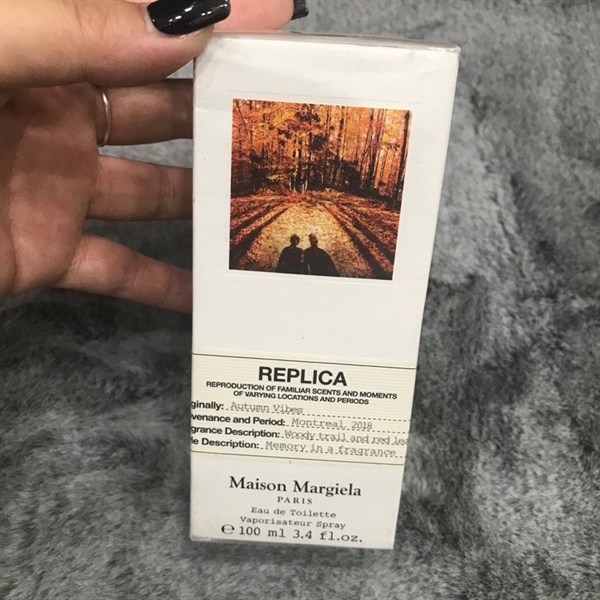 REPLICA
REPRODUCTION OF FAMILIAR SCENTS AND MOMENTS
OF VARYING LOCATIONS AND PERIODS
ginally: Autumn Vibes
venance and Period: Montreal, 2018
grance Description: Woody trail and red lea
le Description: Memory in a fragrance
Maison Margiela
PARIS
Eau de Toilette
Vaporisateur Spray
℮ 100 ml 3.4 fl.oz.